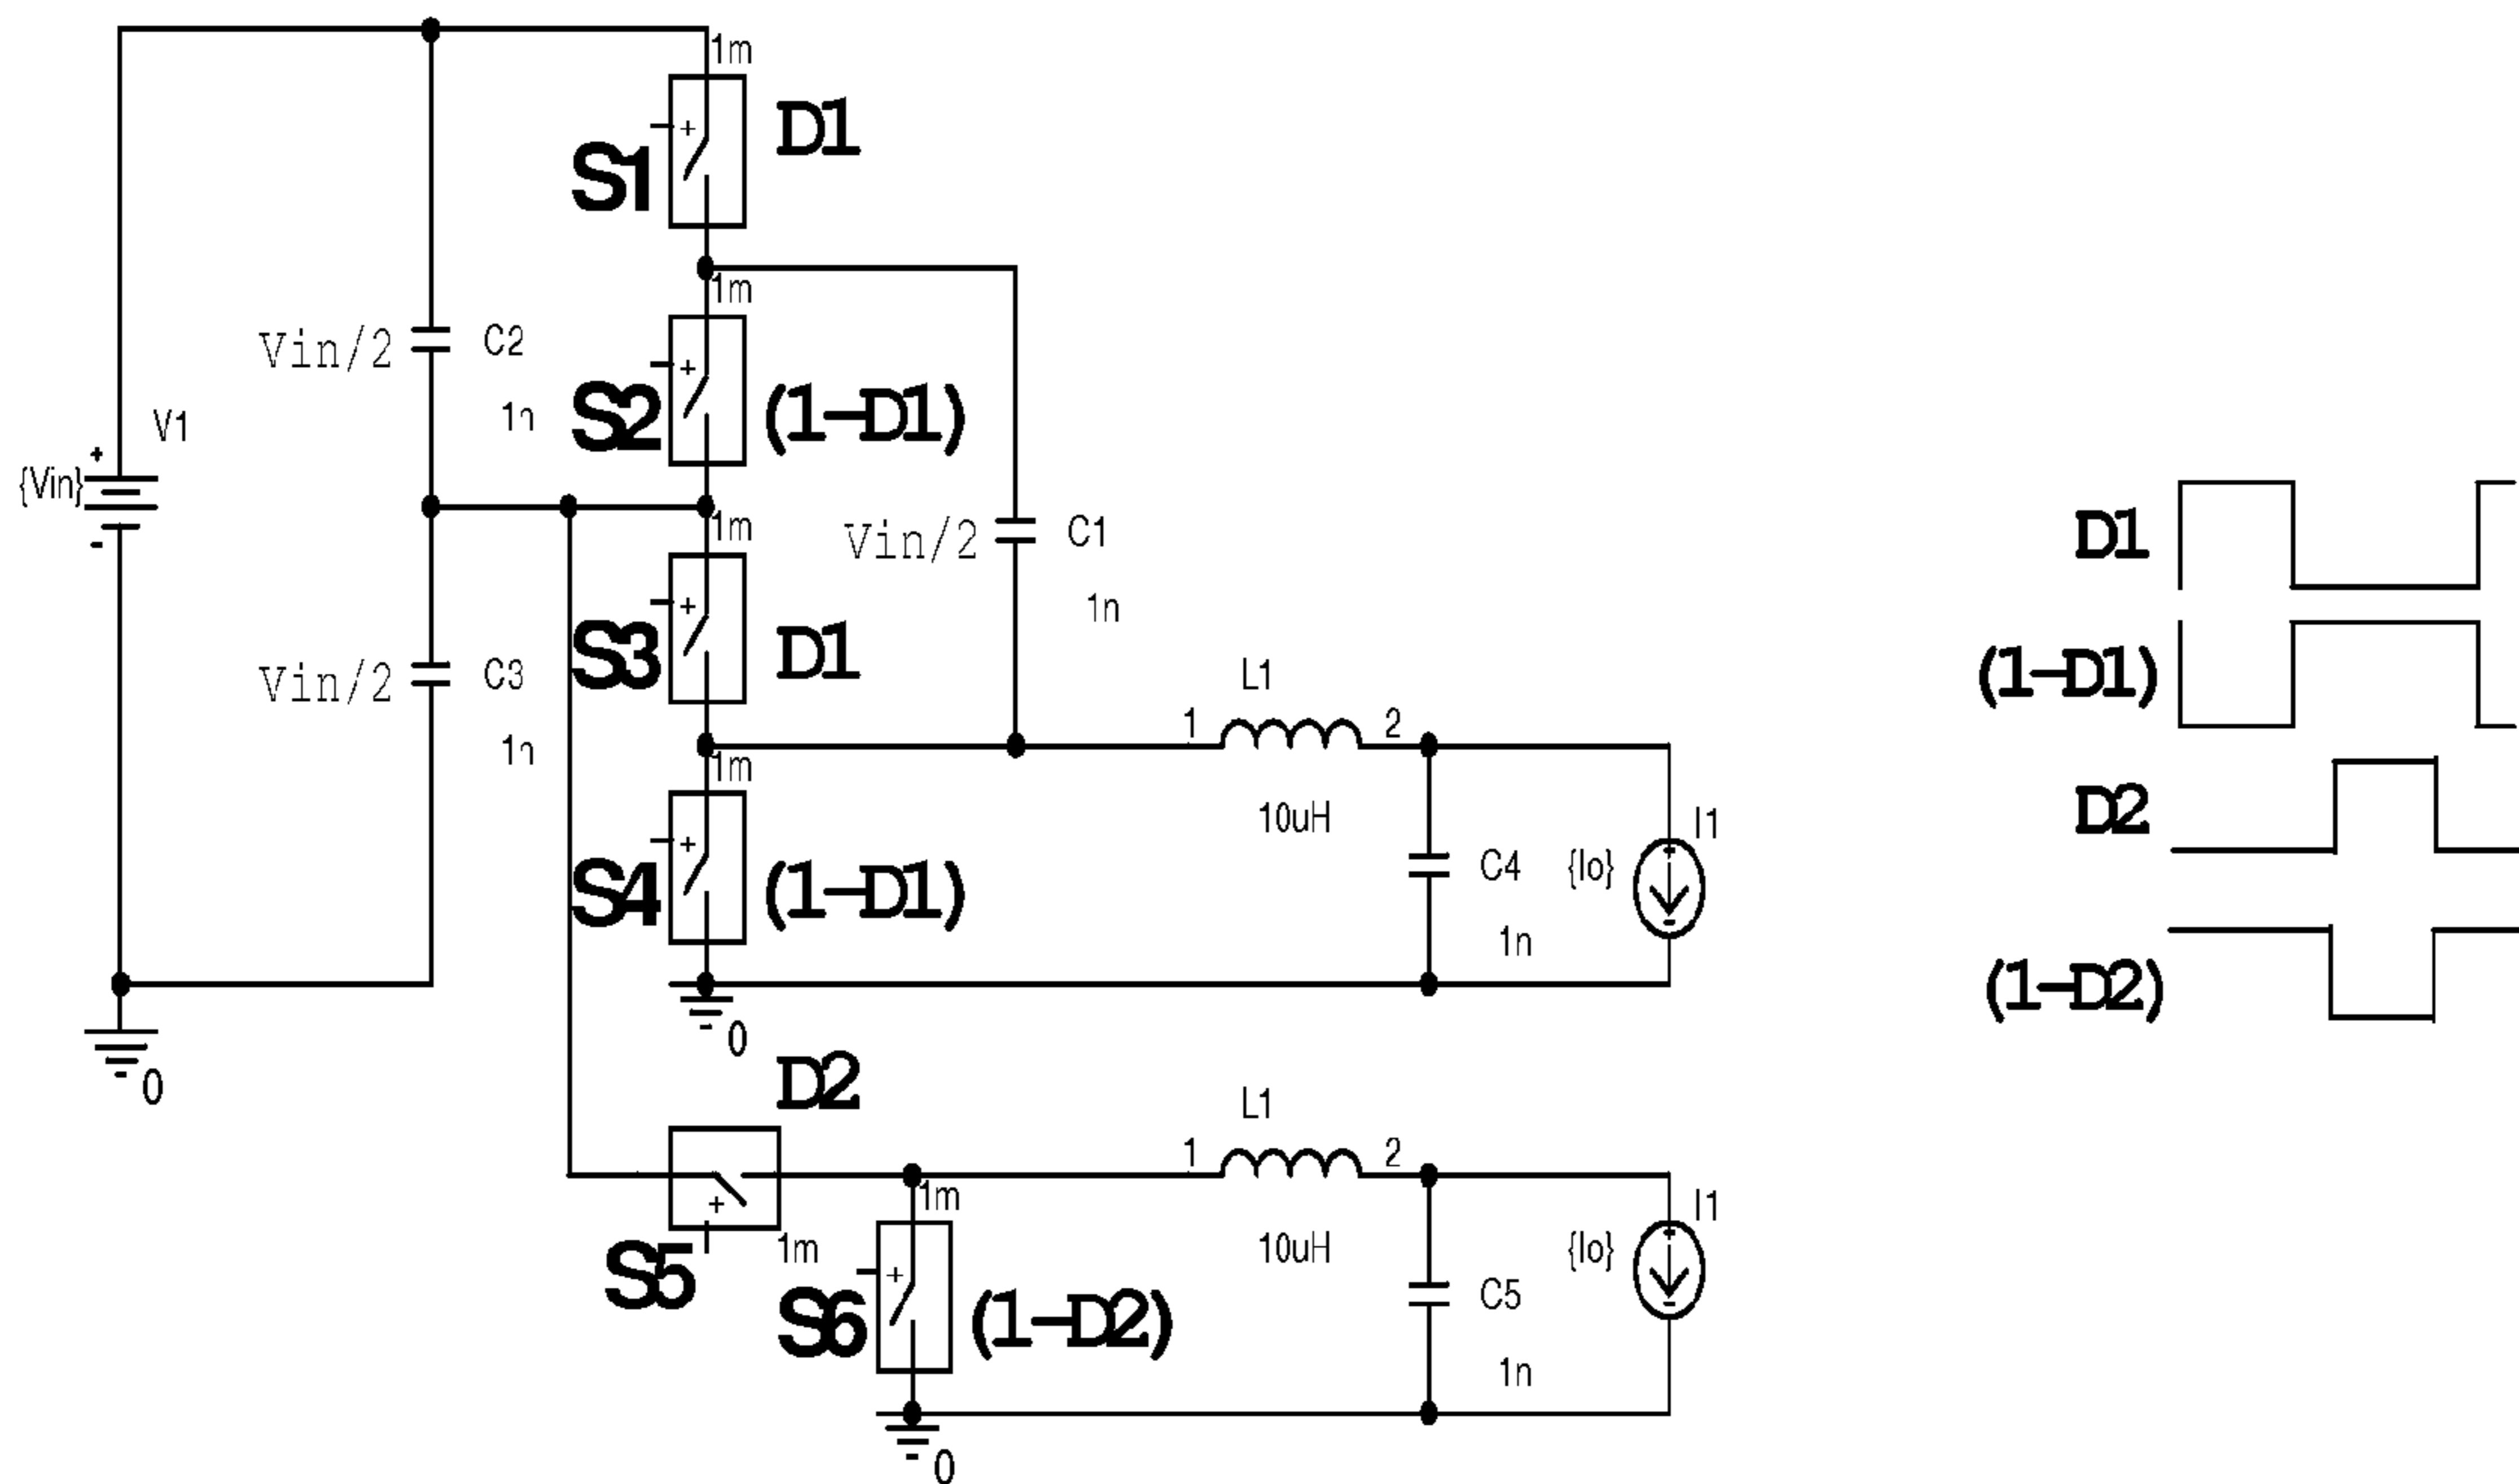 1m
D1
S1
1m
Vin/2
C2
1n
S2
(1-D1)
V1
+
{Vin}
-
1m
Vin/2
C1
1n
D1
S3
D1
(1-D1)
Vin/2
C3
1n
L1
1
2
10uH
1m
S4
(1-D1)
C4
1n
{Io}
I1
D2
(1-D2)
0
0
D2
L1
1
2
10uH
1m
S5
1m
S6
(1-D2)
C5
1n
{Io}
I1
0